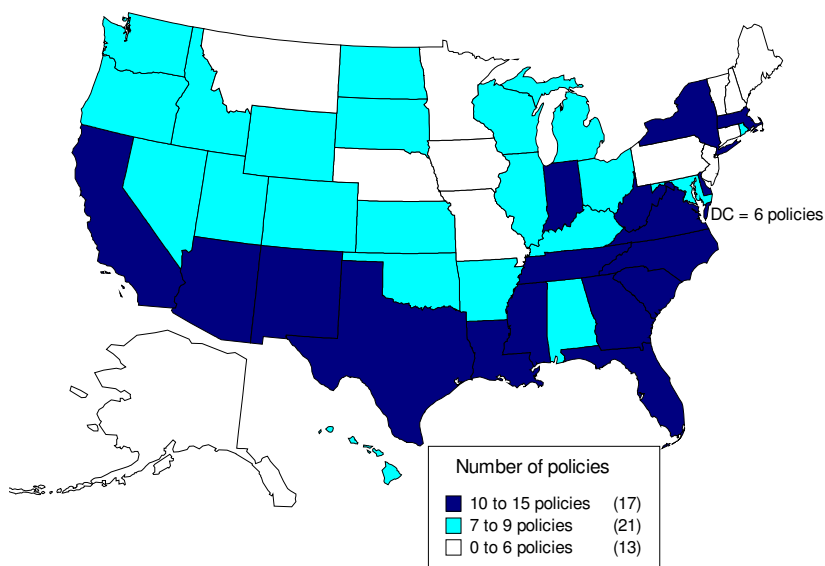 DC = 6 policies
Number of policies
10 to 15 policies (17)
7 to 9 policies (21)
0 to 6 policies (13)